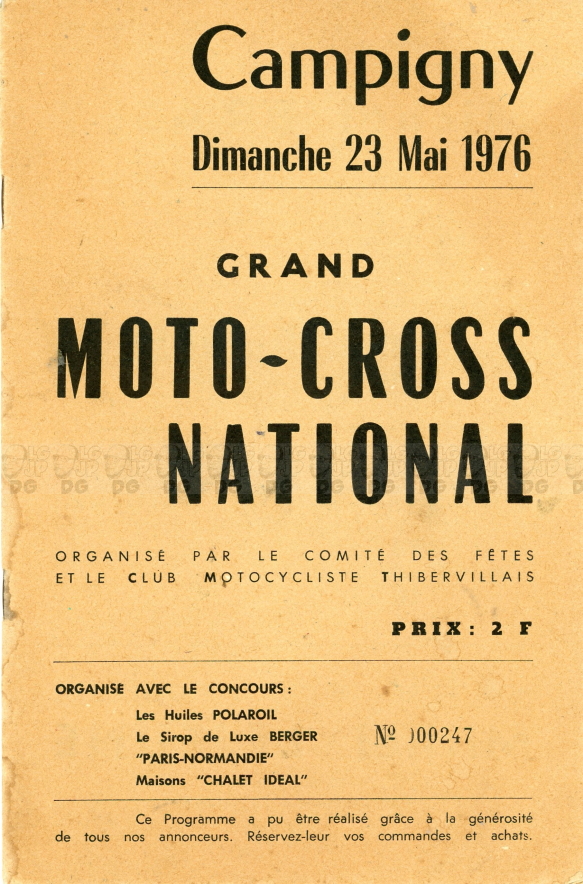 Campigny
Dimanche 23 Mai 1976
GRAND
MOTO-CROSS
NATIONAL
ORGANISÉ PAR LE COMITÉ DES FÊTES
ET LE CLUB MOTOCYCLISTE THIBERVILLAIS
PRIX : 2 F
ORGANISÉ AVEC LE CONCOURS :
Les Huiles POLAROIL
Le Sirop de Luxe BERGER
"PARIS-NORMANDIE"
Maisons "CHALET IDEAL"
Nº 000247
Ce Programme a pu être réalisé grâce à la générosité
de tous nos annonceurs. Réservez-leur vos commandes et achats.